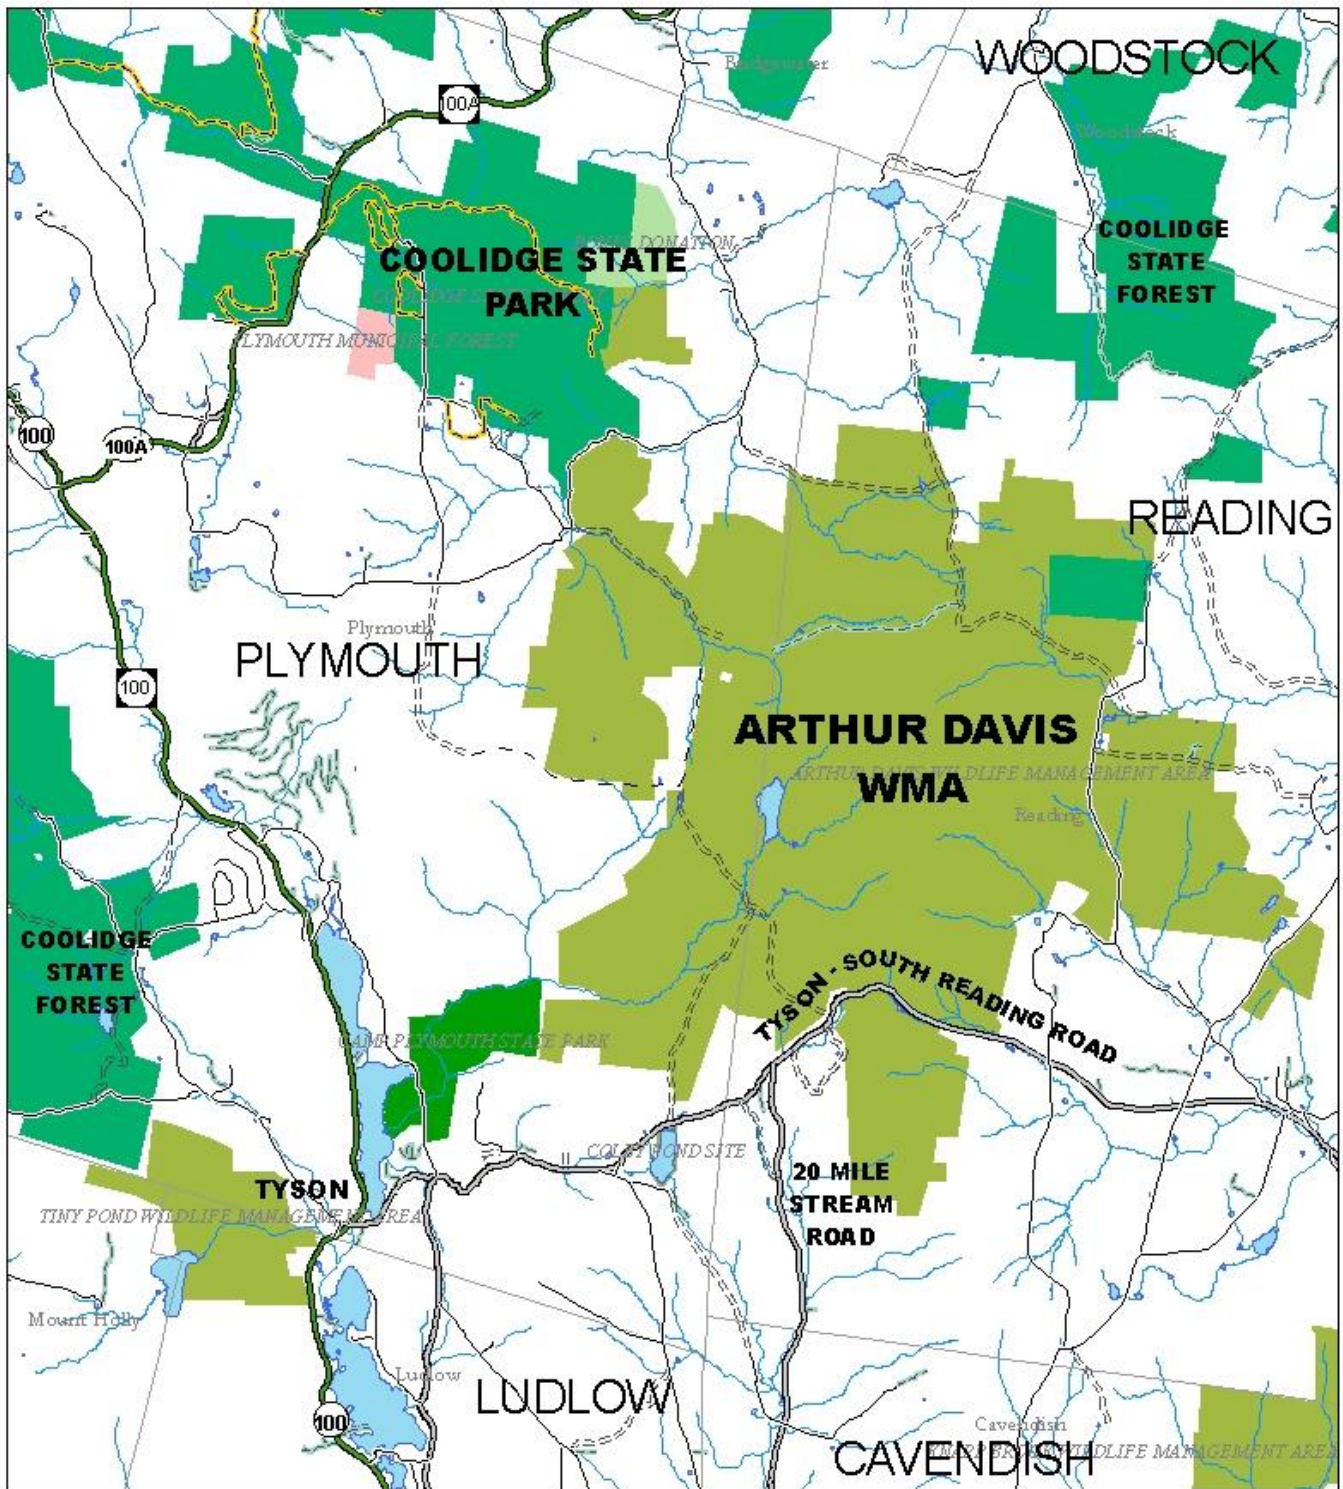 WOODSTOCK
Bridgewater
100A
Woodstock
COOLIDGE
STATE
FOREST
DONATION
COOLIDGE STATE
PARK
PLYMOUTH MUNICIPAL FOREST
100
100A
READING
Plymouth
PLYMOUTH
100
ARTHUR DAVIS
WMA
ARTHUR DAVIS WILDLIFE MANAGEMENT AREA
Reading
COOLIDGE
STATE
FOREST
TYSON - SOUTH READING ROAD
CAMP PLYMOUTH STATE PARK
COLBY POND SITE
20 MILE
STREAM
ROAD
TYSON
TINY POND WILDLIFE MANAGEMENT AREA
Mount Holly
Ludlow
LUDLOW
100
Cavendish
CAVENDISH
KNAPP BROOK WILDLIFE MANAGEMENT AREA